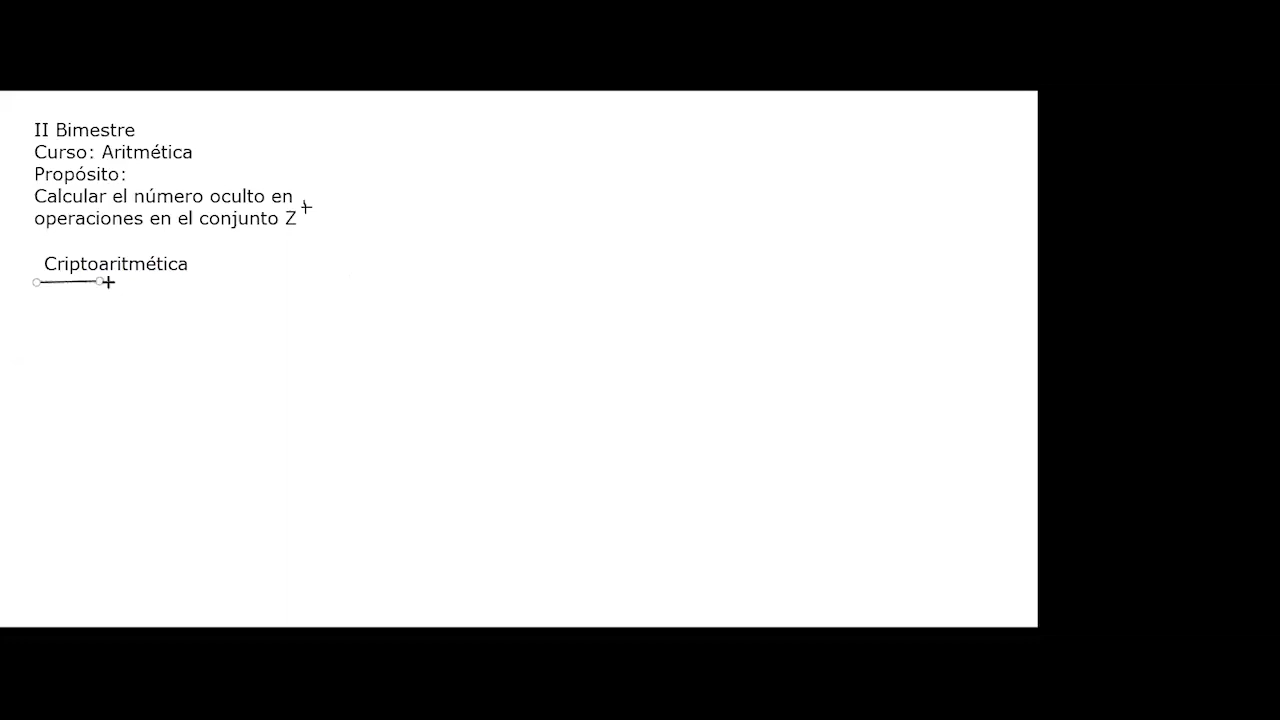 II Bimestre
Curso: Aritmética
Propósito:
Calcular el número oculto en
operaciones en el conjunto Z+
Criptoaritmética